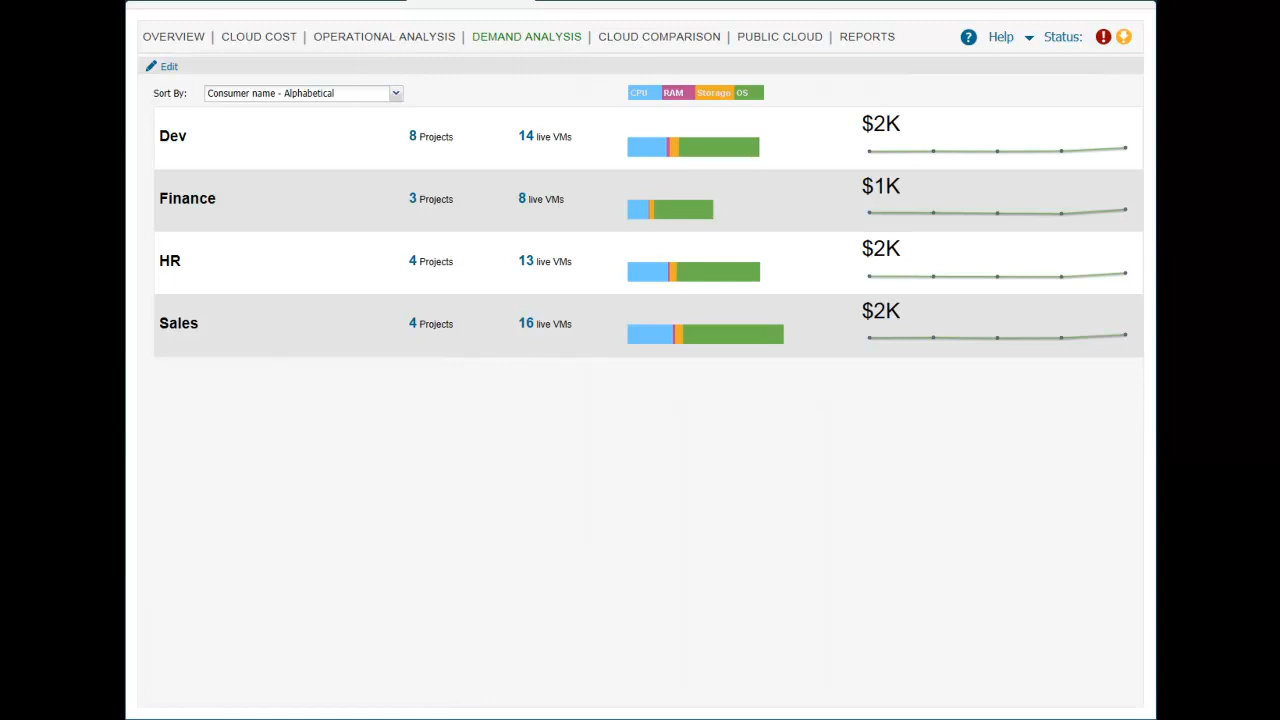 OVERVIEW | CLOUD COST | OPERATIONAL ANALYSIS | DEMAND ANALYSIS | CLOUD COMPARISON | PUBLIC CLOUD | REPORTS ? Help Status: !
Edit
Sort By: Consumer name - Alphabetical CPU RAM Storage OS
Dev 8 Projects 14 live VMs $2K
Finance 3 Projects 8 live VMs $1K
HR 4 Projects 13 live VMs $2K
Sales 4 Projects 16 live VMs $2K